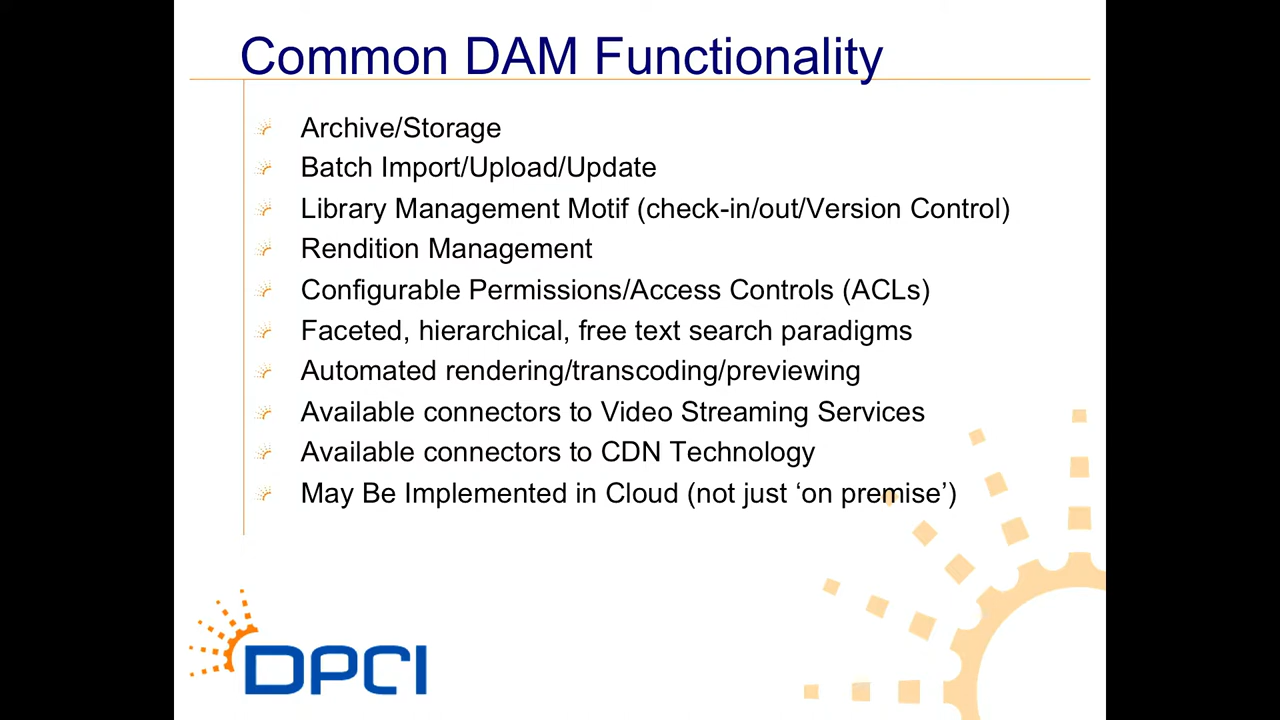 Common DAM Functionality
Archive/Storage
Batch Import/Upload/Update
Library Management Motif (check-in/out/Version Control)
Rendition Management
Configurable Permissions/Access Controls (ACLs)
Faceted, hierarchical, free text search paradigms
Automated rendering/transcoding/previewing
Available connectors to Video Streaming Services
Available connectors to CDN Technology
May Be Implemented in Cloud (not just ‘on premise’)
DPCI